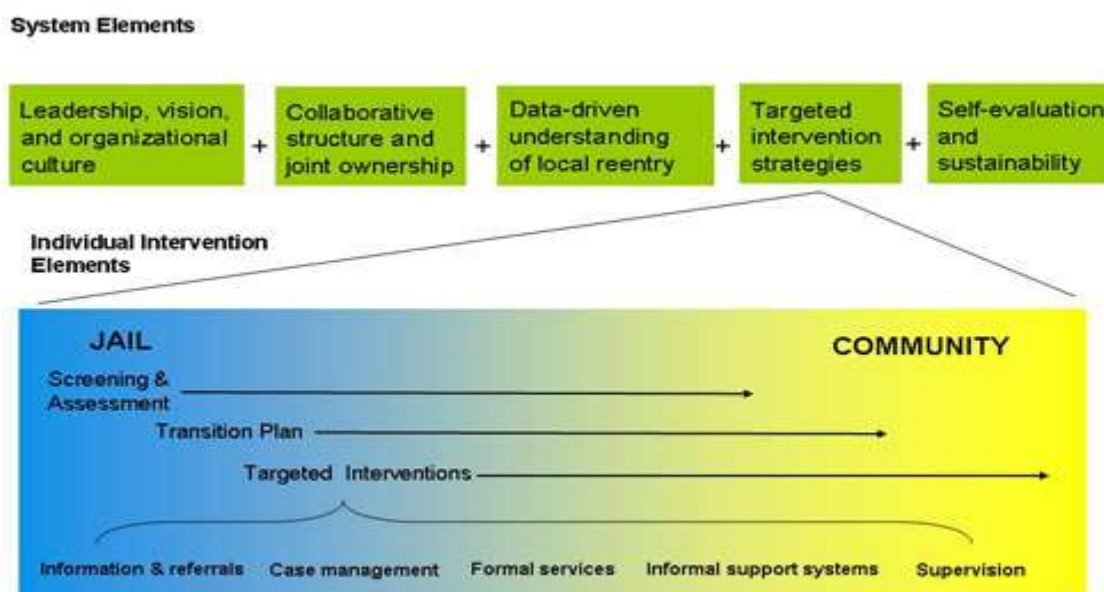 System Elements
Leadership, vision,
and organizational
culture
+
Collaborative
structure and
joint ownership
+
Data-driven
understanding
of local reentry
+
Targeted
intervention
strategies
+
Self-evaluation
and
sustainability
Individual Intervention
Elements
JAIL
COMMUNITY
Screening &
Assessment
Transition Plan
Targeted Interventions
Information & referrals
Case management
Formal services
Informal support systems
Supervision